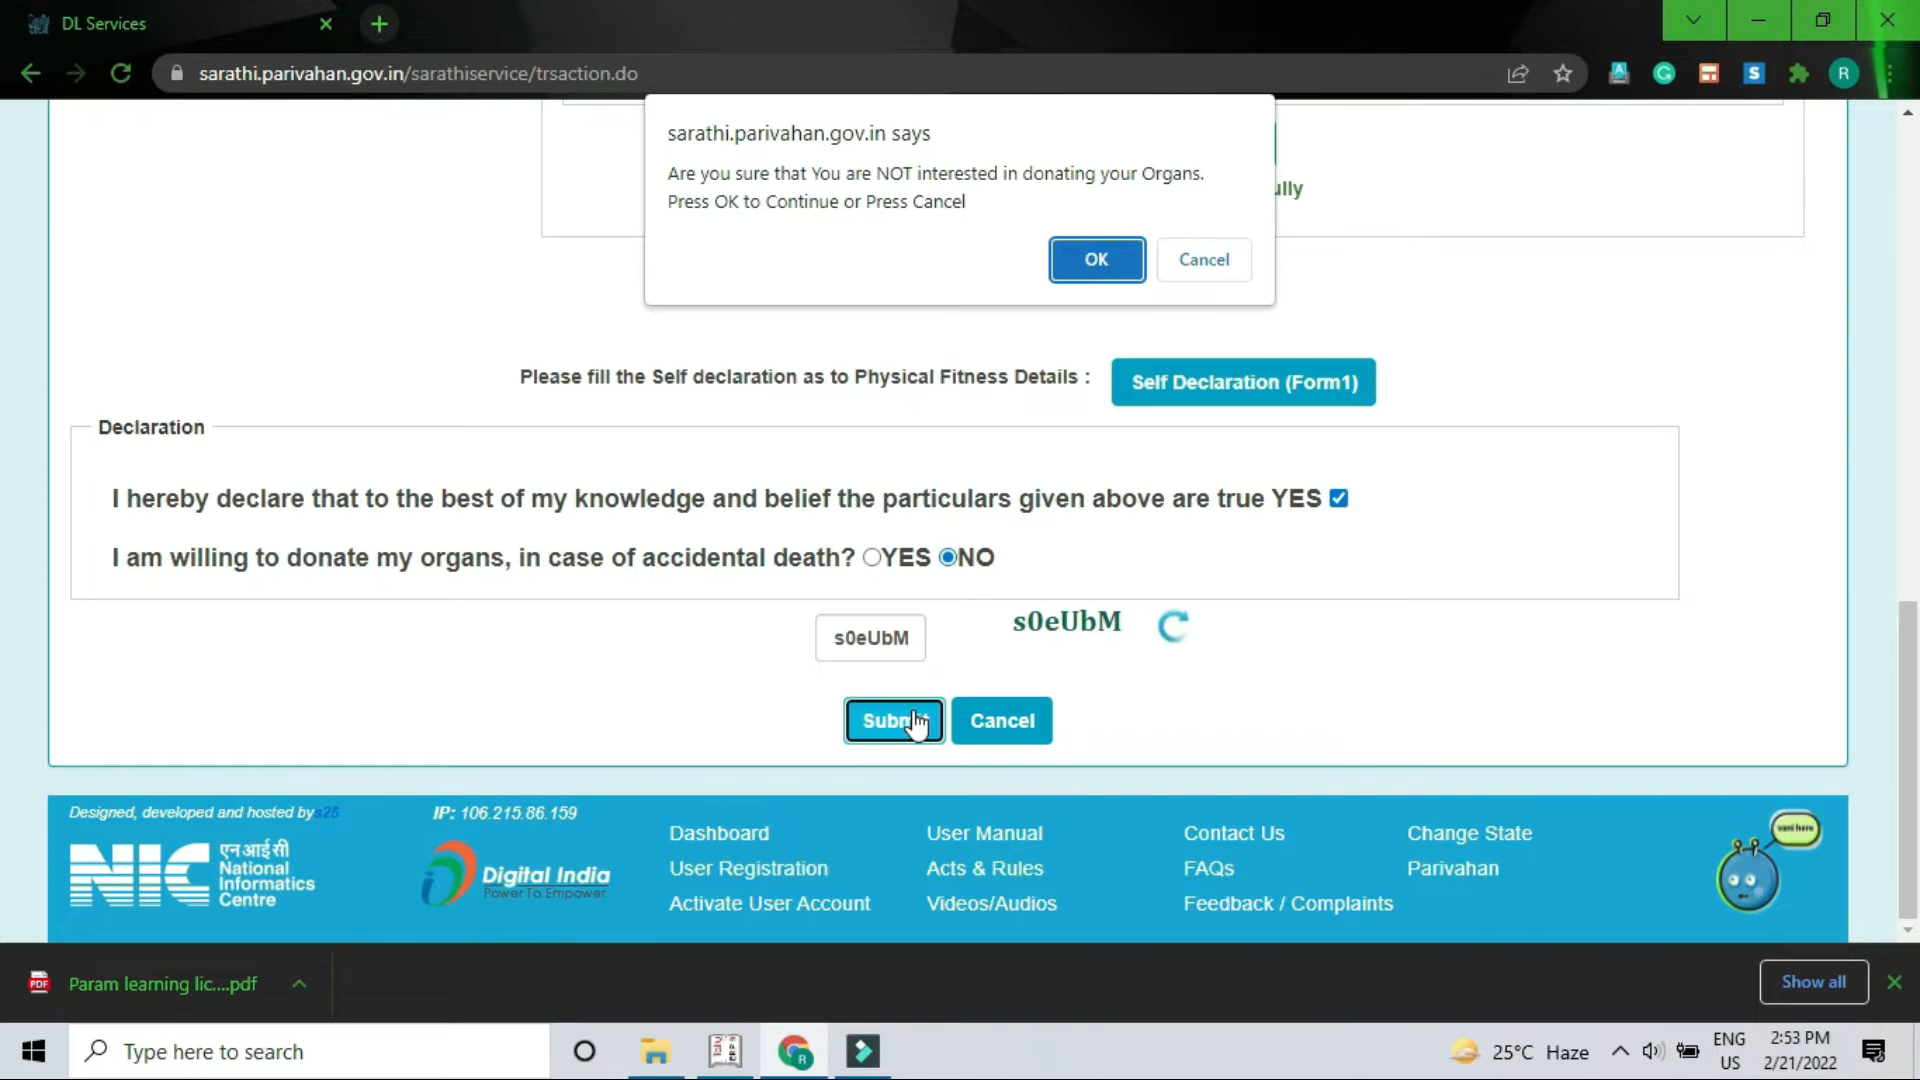 DL Services
sarathi.parivahan.gov.in/sarathiservice/trsaction.do
R
sarathi.parivahan.gov.in says
Are you sure that You are NOT interested in donating your Organs.
Press OK to Continue or Press Cancel
OK Cancel
ully
Please fill the Self declaration as to Physical Fitness Details : Self Declaration (Form1)
Declaration
I hereby declare that to the best of my knowledge and belief the particulars given above are true YES
I am willing to donate my organs, in case of accidental death? YES NO
s0eUbM s0eUbM
Submit Cancel
Designed, developed and hosted by s25 IP: 106.215.86.159
NIC एनआईसी
National
Informatics
Centre
Digital India
Power To Empower
Dashboard User Manual Contact Us Change State
User Registration Acts & Rules FAQs Parivahan
Activate User Account Videos/Audios Feedback / Complaints
vani here
PDF Param learning lic....pdf Show all
Type here to search
R
25°C Haze
ENG
US
2:53 PM
2/21/2022